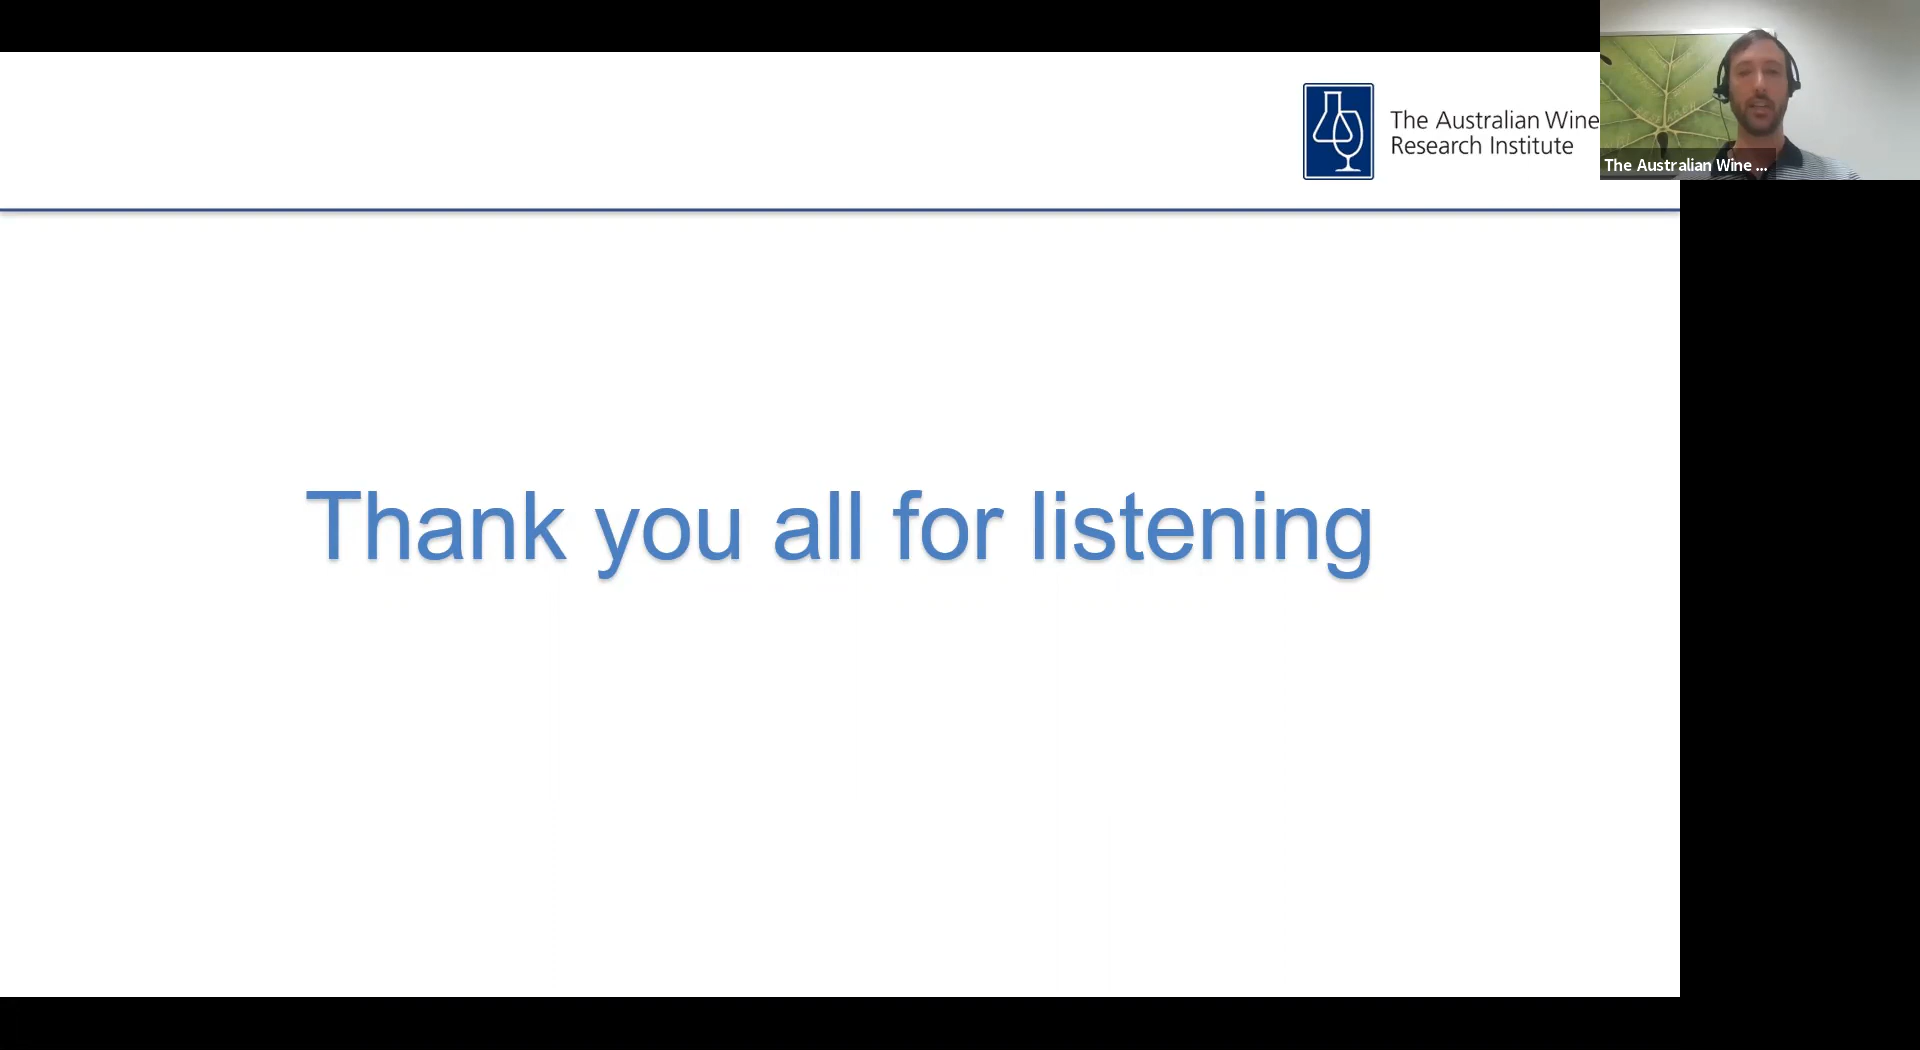 The Australian Wine
Research Institute
The Australian Wine ...
Thank you all for listening